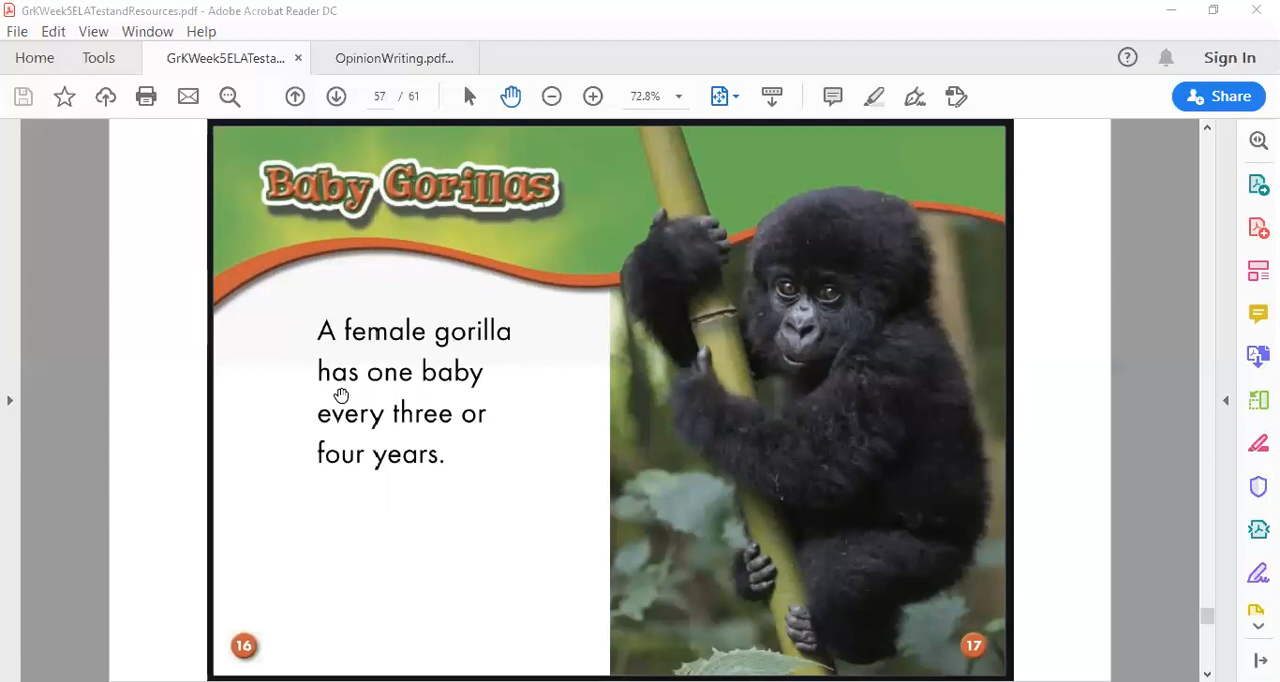 GrKWeek5ELATestandResources.pdf - Adobe Acrobat Reader DC
File Edit View Window Help
Home Tools GrKWeek5ELATesta... × OpinionWriting.pdf... Sign In
57 / 61 72.8% Share
Baby Gorillas
A female gorilla
has one baby
every three or
four years.
16 17